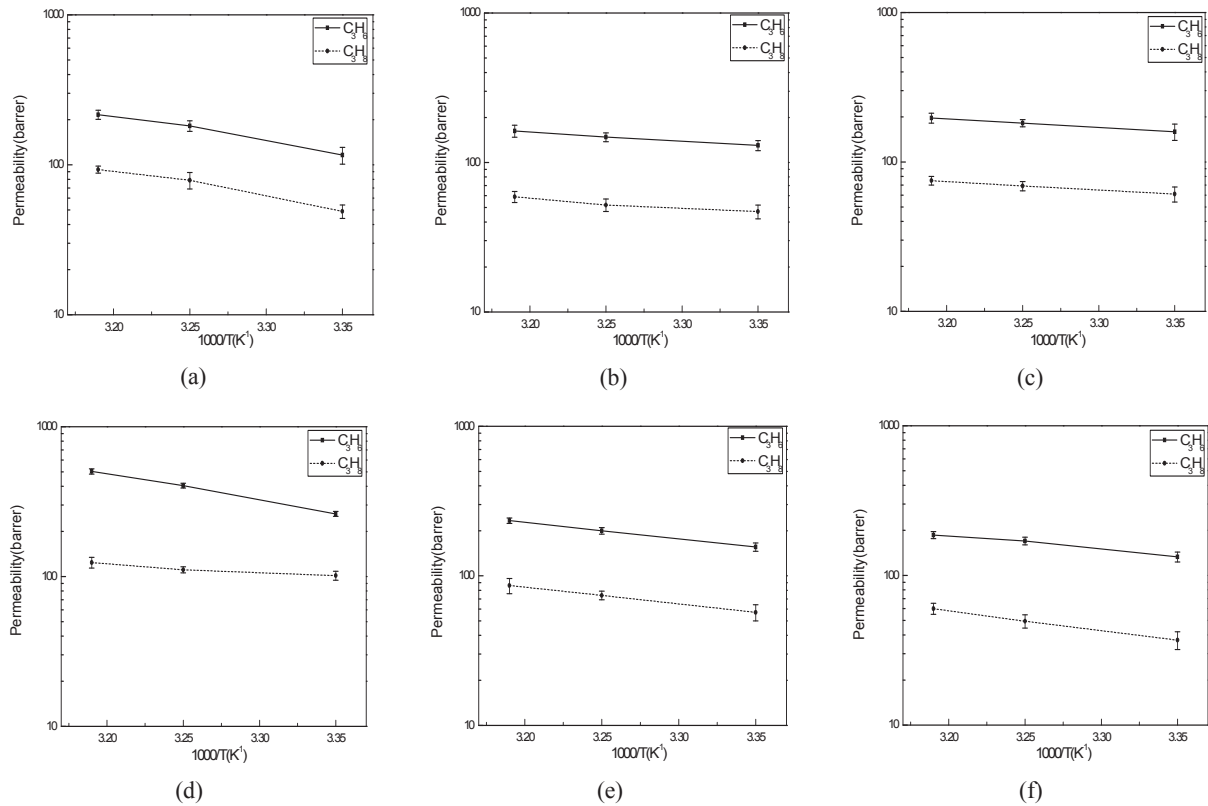 1000
C3H6
C3H8
100
10
Permeability(barrer)
3.20 3.25 3.30 3.35
1000/T(K-1)
(a)
1000
C3H6
C3H8
100
10
Permeability(barrer)
3.20 3.25 3.30 3.35
1000/T(K-1)
(b)
1000
C3H6
C3H8
100
10
Permeability(barrer)
3.20 3.25 3.30 3.35
1000/T(K-1)
(c)
1000
C3H6
C3H8
100
10
Permeability(barrer)
3.20 3.25 3.30 3.35
1000/T(K-1)
(d)
1000
C3H6
C3H8
100
10
Permeability(barrer)
3.20 3.25 3.30 3.35
1000/T(K-1)
(e)
1000
C3H6
C3H8
100
10
Permeability(barrer)
3.20 3.25 3.30 3.35
1000/T(K-1)
(f)